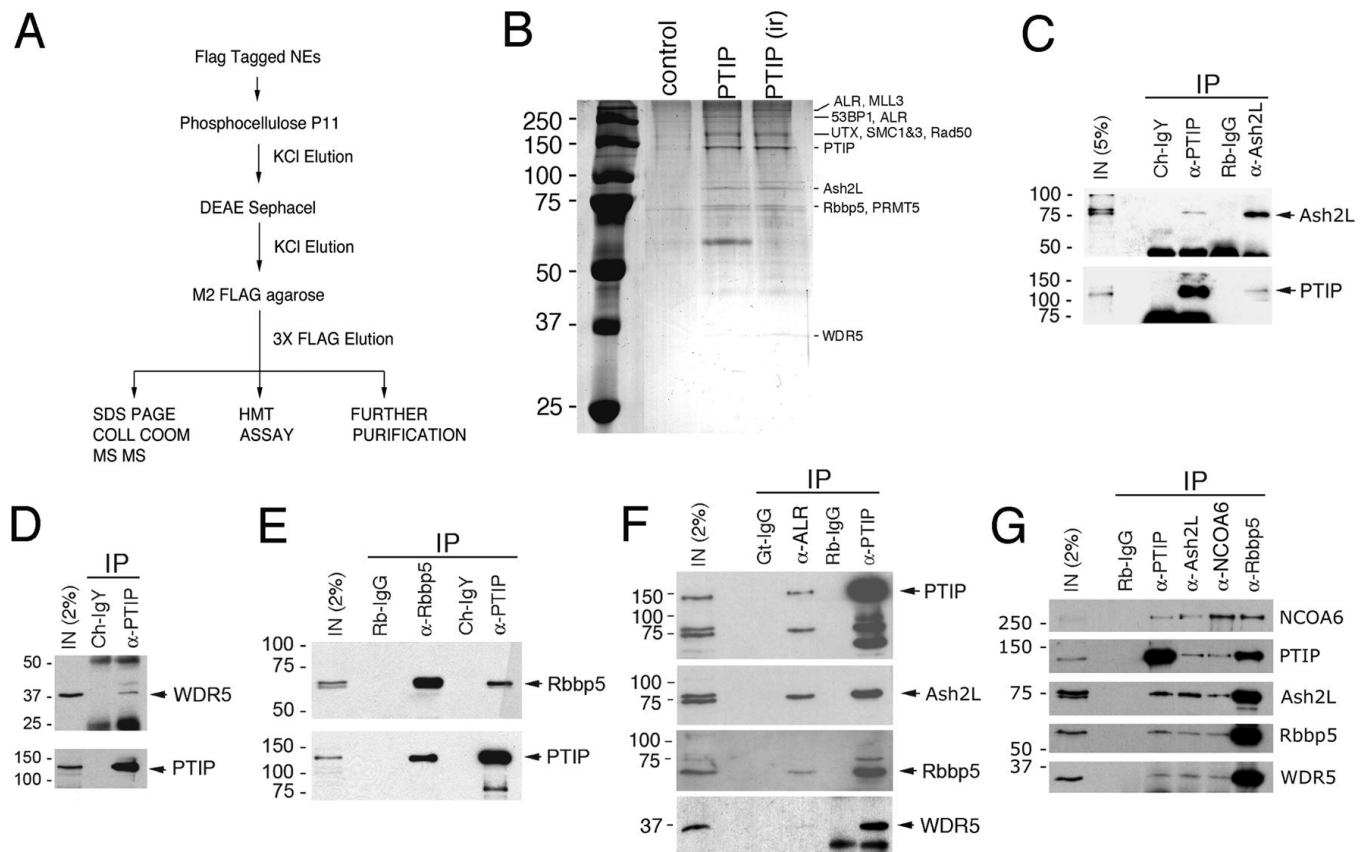 A
Flag Tagged NEs
Phosphocellulose P11
KCl Elution
DEAE Sephacel
KCl Elution
M2 FLAG agarose
3X FLAG Elution
SDS PAGE
COLL COOM
MS MS
HMT
ASSAY
FURTHER
PURIFICATION
B
control
PTIP
PTIP (ir)
250
150
100
75
50
37
25
ALR, MLL3
53BP1, ALR
UTX, SMC1&3, Rad50
PTIP
Ash2L
Rbbp5, PRMT5
WDR5
C
IP
IN (5%)
Ch-IgY
α-PTIP
Rb-IgG
α-Ash2L
100
75
50
Ash2L
150
100
75
PTIP
D
IP
IN (2%)
Ch-IgY
α-PTIP
50
37
25
WDR5
150
100
PTIP
E
IP
IN (2%)
Rb-IgG
α-Rbbp5
Ch-IgY
α-PTIP
100
75
50
Rbbp5
150
100
75
PTIP
F
IP
IN (2%)
Gt-IgG
α-ALR
Rb-IgG
α-PTIP
150
100
75
PTIP
100
75
Ash2L
100
75
Rbbp5
37
WDR5
G
IP
IN (2%)
Rb-IgG
α-PTIP
α-Ash2L
α-NCOA6
α-Rbbp5
250
NCOA6
150
PTIP
75
Ash2L
50
Rbbp5
37
WDR5